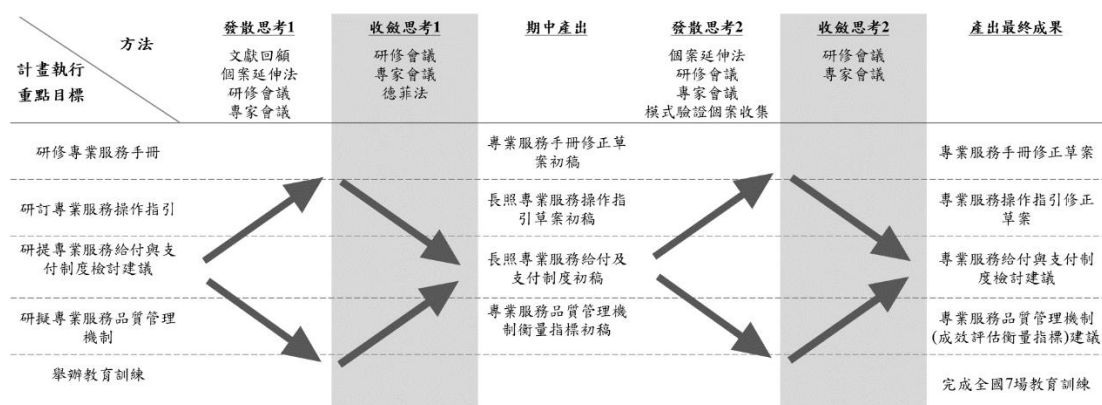 方法
計畫執行
重點目標
發散思考1
文獻回顧
個案延伸法
研修會議
專家會議
收斂思考1
研修會議
專家會議
德菲法
期中產出
發散思考2
個案延伸法
研修會議
專家會議
模式驗證個案收集
收斂思考2
研修會議
專家會議
產出最終成果
研修專業服務手冊
專業服務手冊修正草
案初稿
專業服務手冊修正草案
研訂專業服務操作指引
長照專業服務操作指
引草案初稿
專業服務操作指引修正
草案
研提專業服務給付與支
付制度檢討建議
長照專業服務給付及
支付制度初稿
專業服務給付與支付制
度檢討建議
研擬專業服務品質管理
機制
專業服務品質管理機
制衡量指標初稿
專業服務品質管理機制
(成效評估衡量指標)建議
舉辦教育訓練
完成全國7場教育訓練